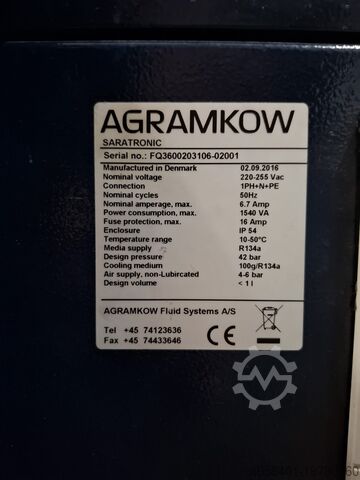 AGRAMKOW
SARATRONIC
Serial no.: FQ3600203106-02001
Manufactured in Denmark 02.09.2016
Nominal voltage 220-255 Vac
Connection 1PH+N+PE
Nominal cycles 50Hz
Nominal amperage, max. 6.7 Amp
Power consumption, max. 1540 VA
Fuse protection, max. 16 Amp
Enclosure IP 54
Temperature range 10-50°C
Media supply R134a
Design pressure 42 bar
Cooling medium 100g/R134a
Air supply, non-Lubircated 4-6 bar
Design volume < 1 l
AGRAMKOW Fluid Systems A/S
Tel +45 74123636
Fax +45 74433646
CE